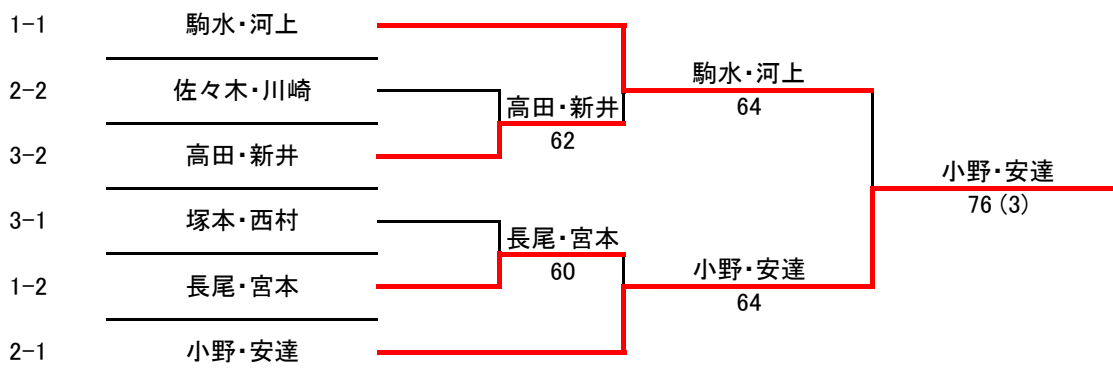 1-1 駒水・河上
駒水・河上
2-2 佐々木・川崎
高田・新井
64
62
3-2 高田・新井
小野・安達
76 (3)
3-1 塚本・西村
長尾・宮本
小野・安達
60
1-2 長尾・宮本
64
2-1 小野・安達